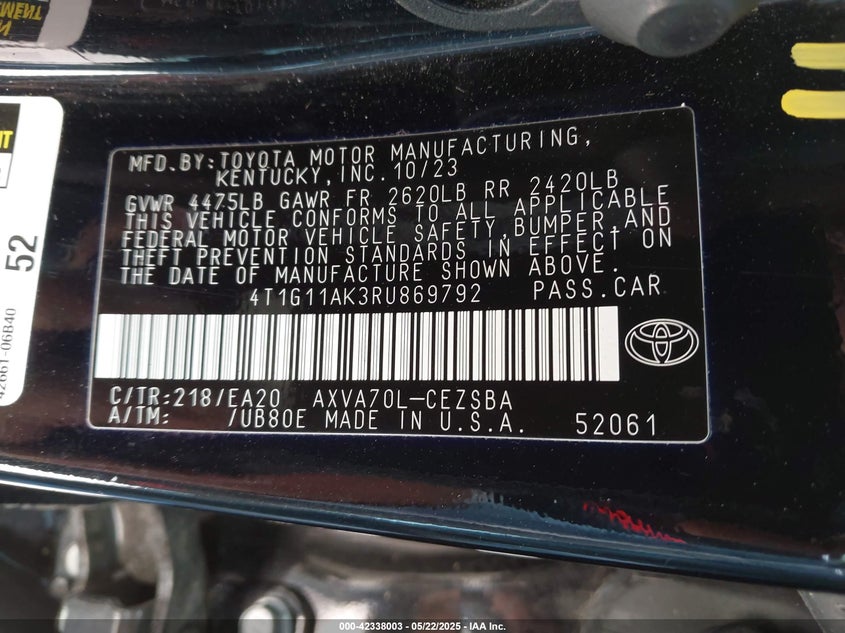 MFD.BY:TOYOTA MOTOR MANUFACTURING,
KENTUCKY,INC.10/23
GVWR 4475LB GAWR FR 2620LB RR 2420LB
THIS VEHICLE CONFORMS TO ALL APPLICABLE
FEDERAL MOTOR VEHICLE SAFETY,BUMPER,AND
THEFT PREVENTION STANDARDS IN EFFECT ON
THE DATE OF MANUFACTURE SHOWN ABOVE.
4T1G11AK3RU869792 PASS.CAR
C/TR:218/EA20 AXVA70L-CEZSBA
A/TM: /UB80E MADE IN U.S.A. 52061
52
42661-06B40
000-42338003 — 05/22/2025 — IAA Inc.